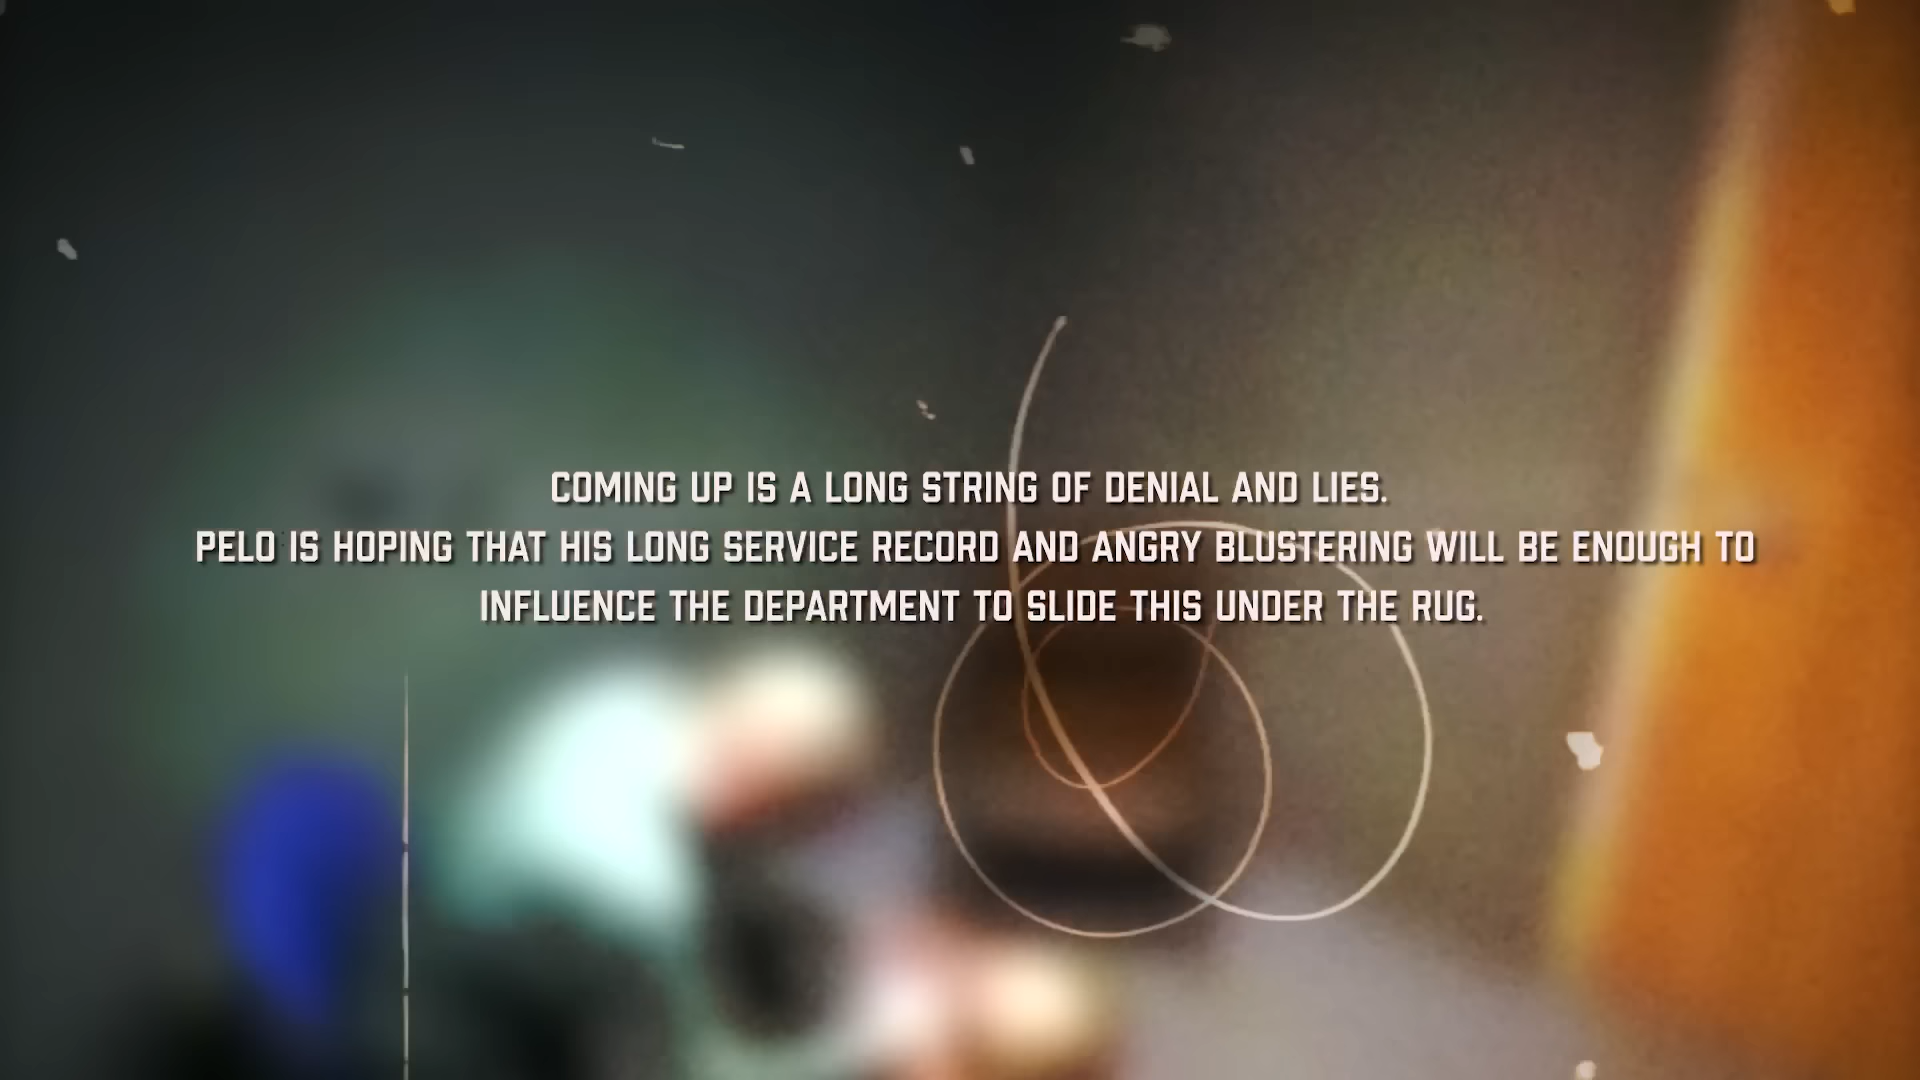 COMING UP IS A LONG STRING OF DENIAL AND LIES.
PELO IS HOPING THAT HIS LONG SERVICE RECORD AND ANGRY BLUSTERING WILL BE ENOUGH TO
INFLUENCE THE DEPARTMENT TO SLIDE THIS UNDER THE RUG.